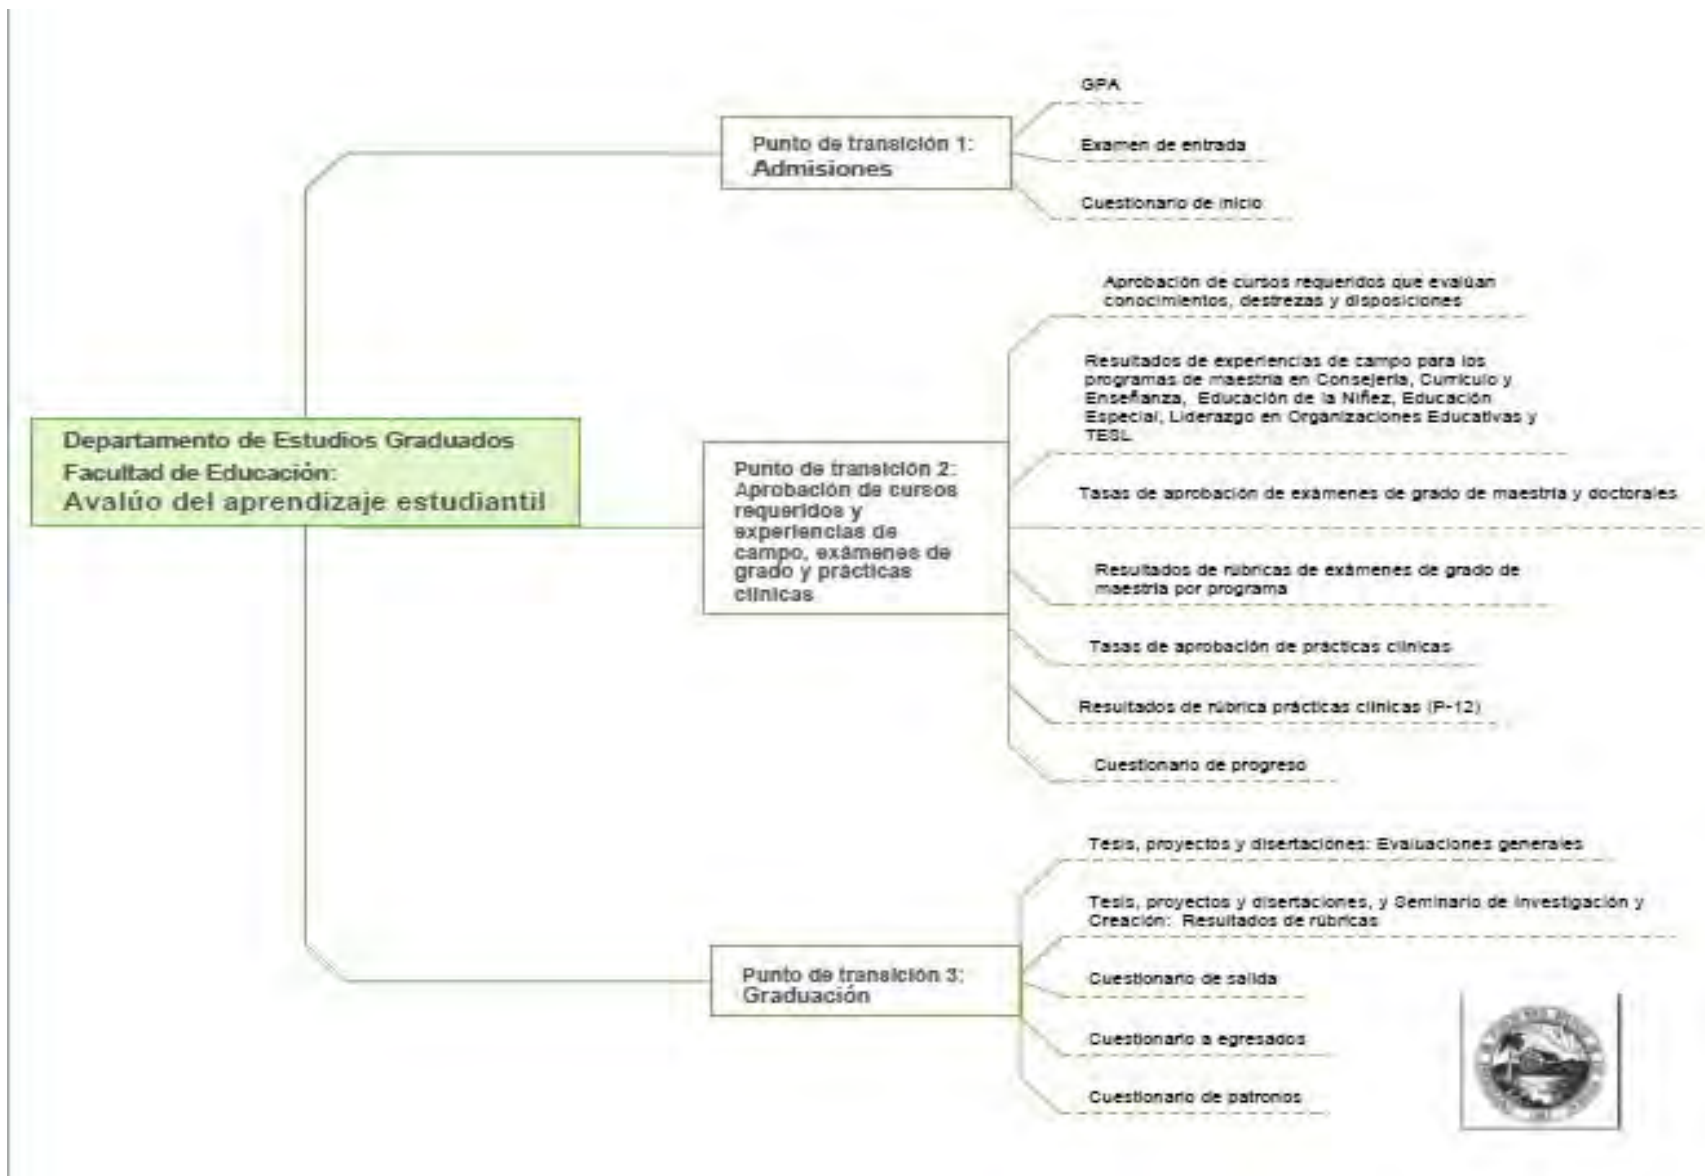 Departamento de Estudios Graduados
Facultad de Educación:
Avalúo del aprendizaje estudiantil
Punto de transición 1:
Admisiones
GPA
Examen de entrada
Cuestionario de inicio
Punto de transición 2:
Aprobación de cursos
requeridos y
experiencias de
campo, exámenes de
grado y prácticas
clínicas
Aprobación de cursos requeridos que evalúan
conocimientos, destrezas y disposiciones
Resultados de experiencias de campo para los
programas de maestría en Consejería, Currículo y
Enseñanza, Educación de la Niñez, Educación
Especial, Liderazgo en Organizaciones Educativas y
TESL
Tasas de aprobación de exámenes de grado de maestría y doctorales
Resultados de rúbricas de exámenes de grado de
maestría por programa
Tasas de aprobación de prácticas clínicas
Resultados de rúbrica prácticas clínicas (P-12)
Cuestionario de progreso
Punto de transición 3:
Graduación
Tesis, proyectos y disertaciones: Evaluaciones generales
Tesis, proyectos y disertaciones, y Seminario de Investigación y
Creación: Resultados de rúbricas
Cuestionario de salida
Cuestionario a egresados
Cuestionario de patronos